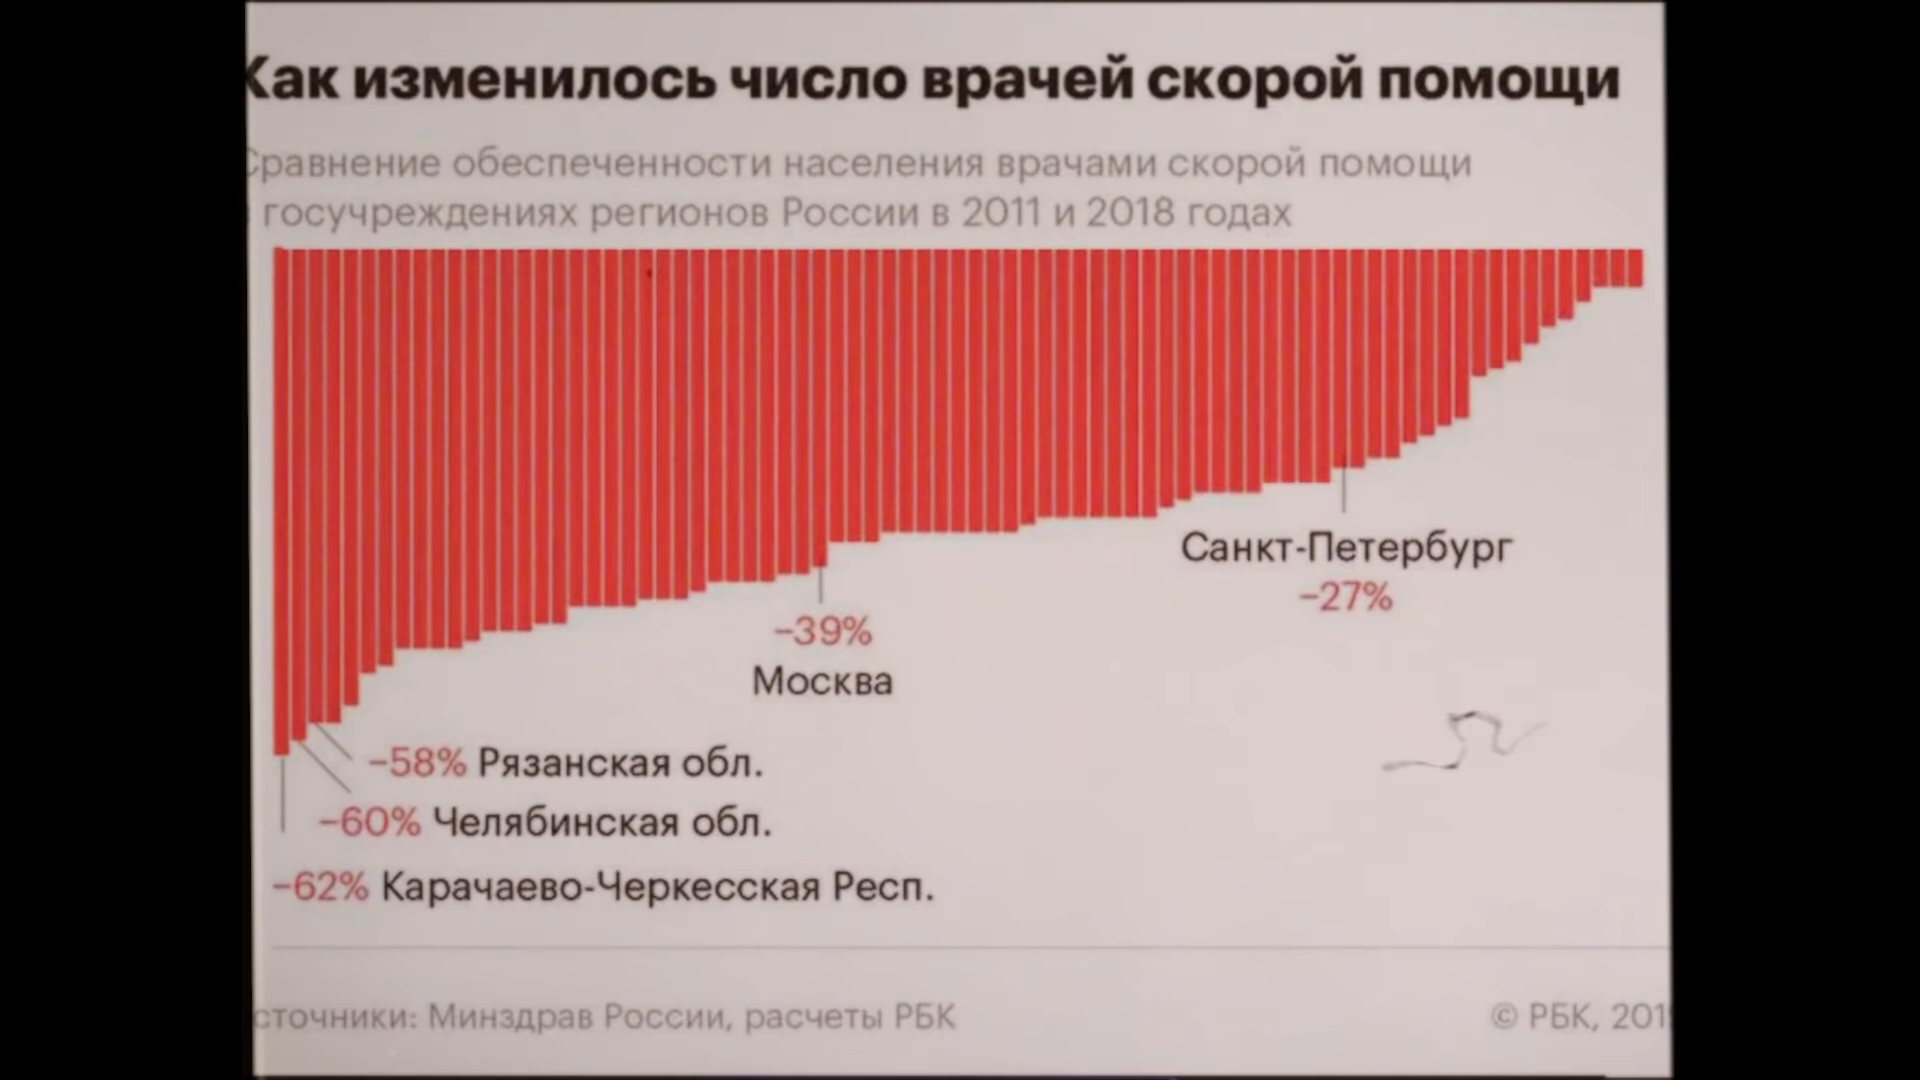 Как изменилось число врачей скорой помощи
Сравнение обеспеченности населения врачами скорой помощи
госучреждениях регионов России в 2011 и 2018 годах
Санкт-Петербург
−27%
−39%
Москва
−58% Рязанская обл.
−60% Челябинская обл.
−62% Карачаево-Черкесская Респ.
сточники: Минздрав России, расчеты РБК
© РБК, 201